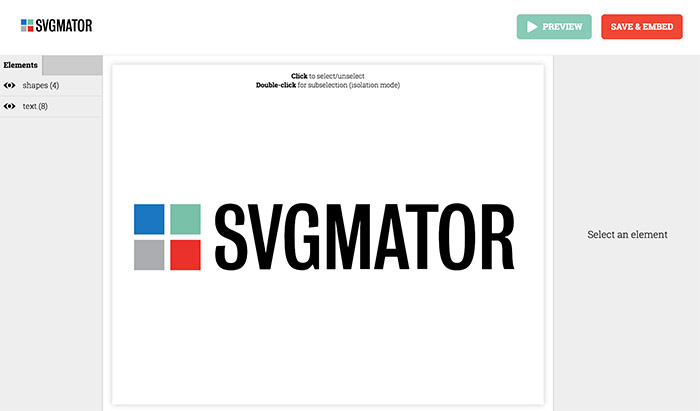 SVGMATOR
PREVIEW
SAVE & EMBED
Elements
shapes (4)
text (8)
Click to select/unselect
Double-click for subselection (isolation mode)
SVGMATOR
Select an element